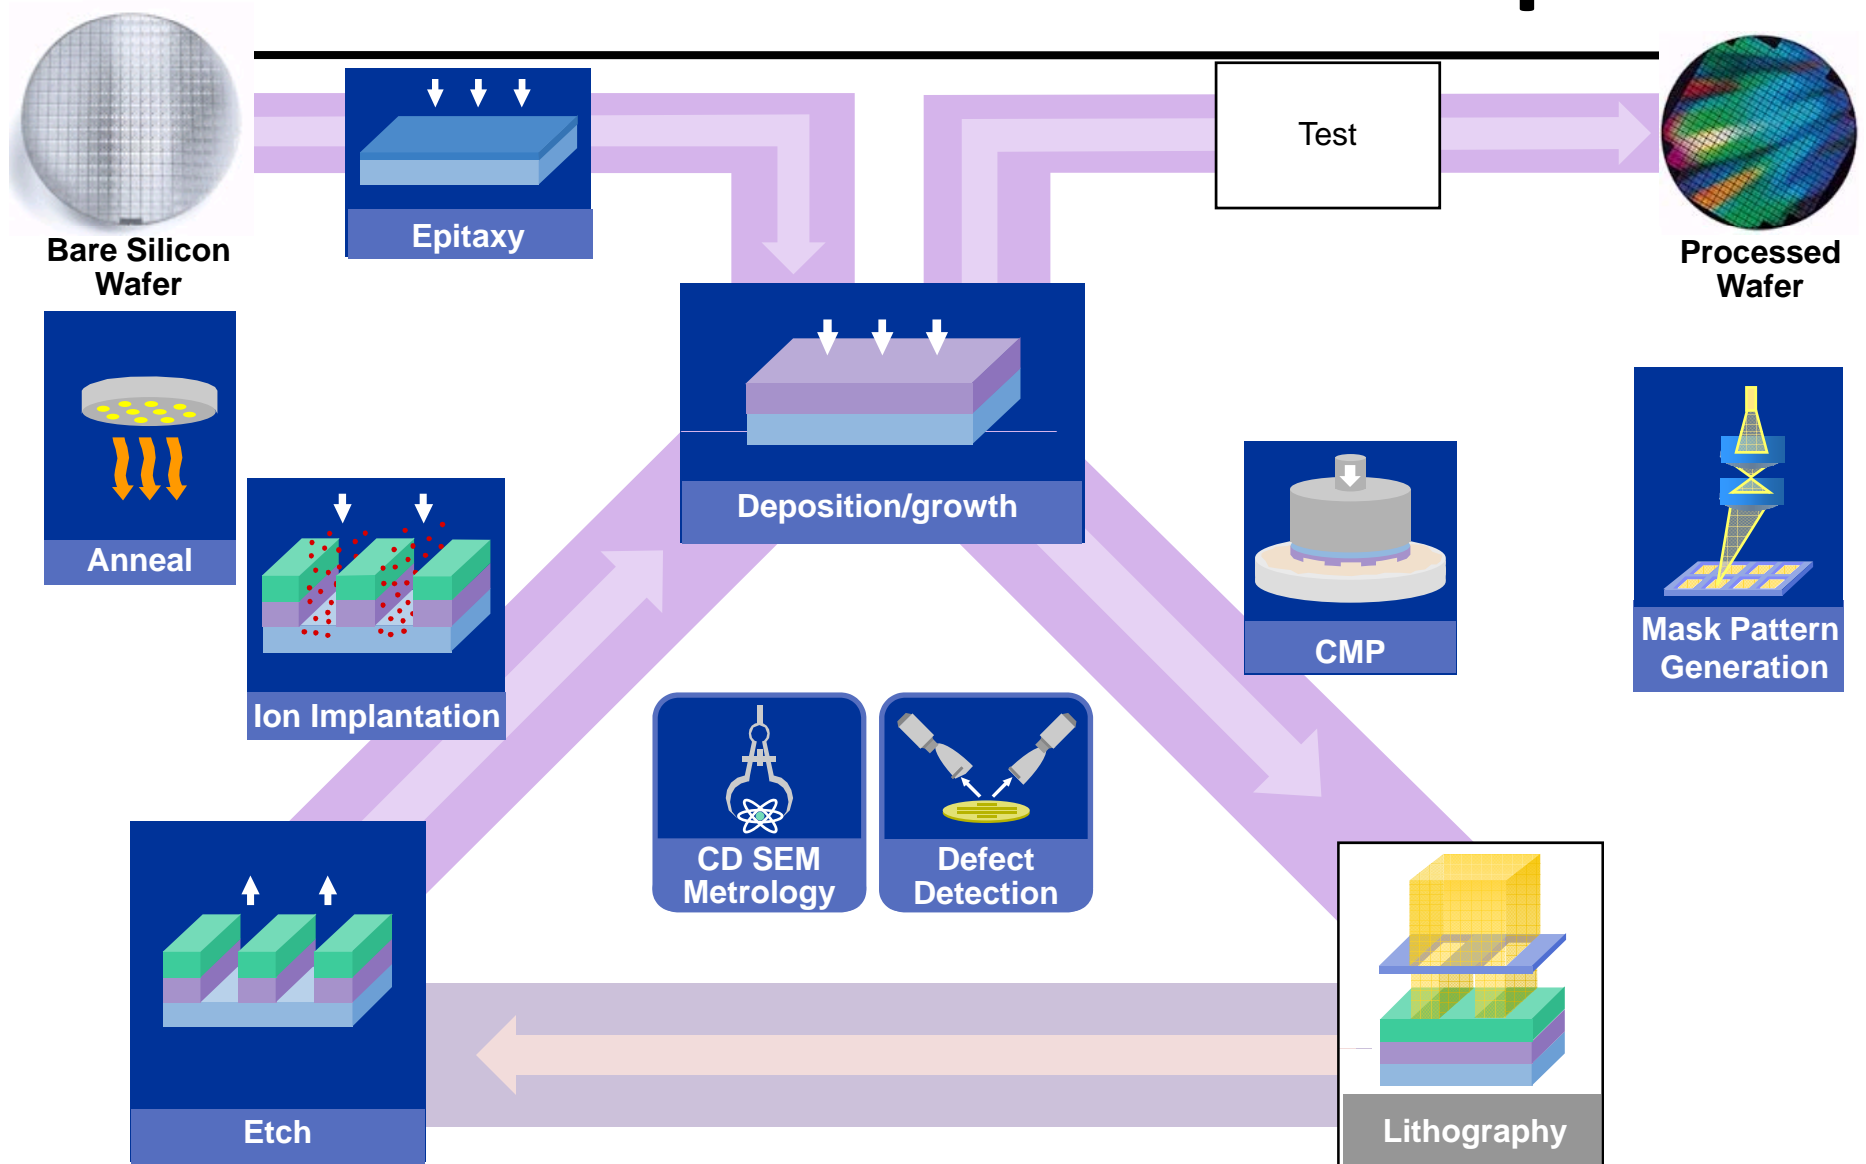 Test
Epitaxy
Bare Silicon
Wafer
Processed
Wafer
Deposition/growth
Anneal
CMP
Mask Pattern
Generation
Ion Implantation
CD SEM
Metrology
Defect
Detection
Etch
Lithography